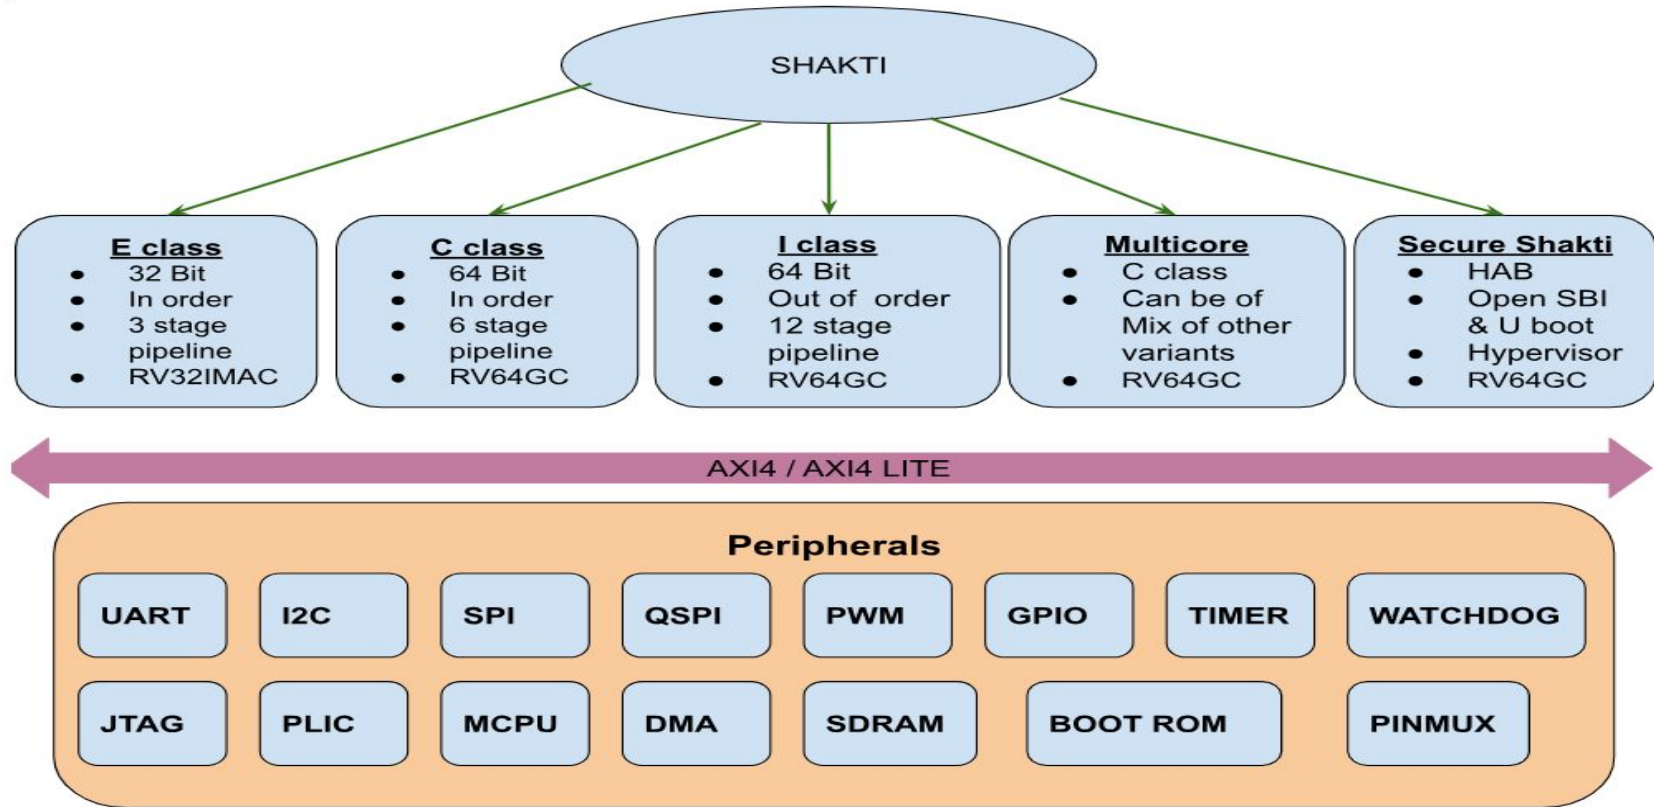 SHAKTI
E class
● 32 Bit
● In order
● 3 stage
pipeline
● RV32IMAC
C class
● 64 Bit
● In order
● 6 stage
pipeline
● RV64GC
I class
● 64 Bit
● Out of order
● 12 stage
pipeline
● RV64GC
Multicore
● C class
● Can be of
Mix of other
variants
● RV64GC
Secure Shakti
● HAB
● Open SBI
& U boot
● Hypervisor
● RV64GC
AXI4 / AXI4 LITE
Peripherals
UART
I2C
SPI
QSPI
PWM
GPIO
TIMER
WATCHDOG
JTAG
PLIC
MCPU
DMA
SDRAM
BOOT ROM
PINMUX